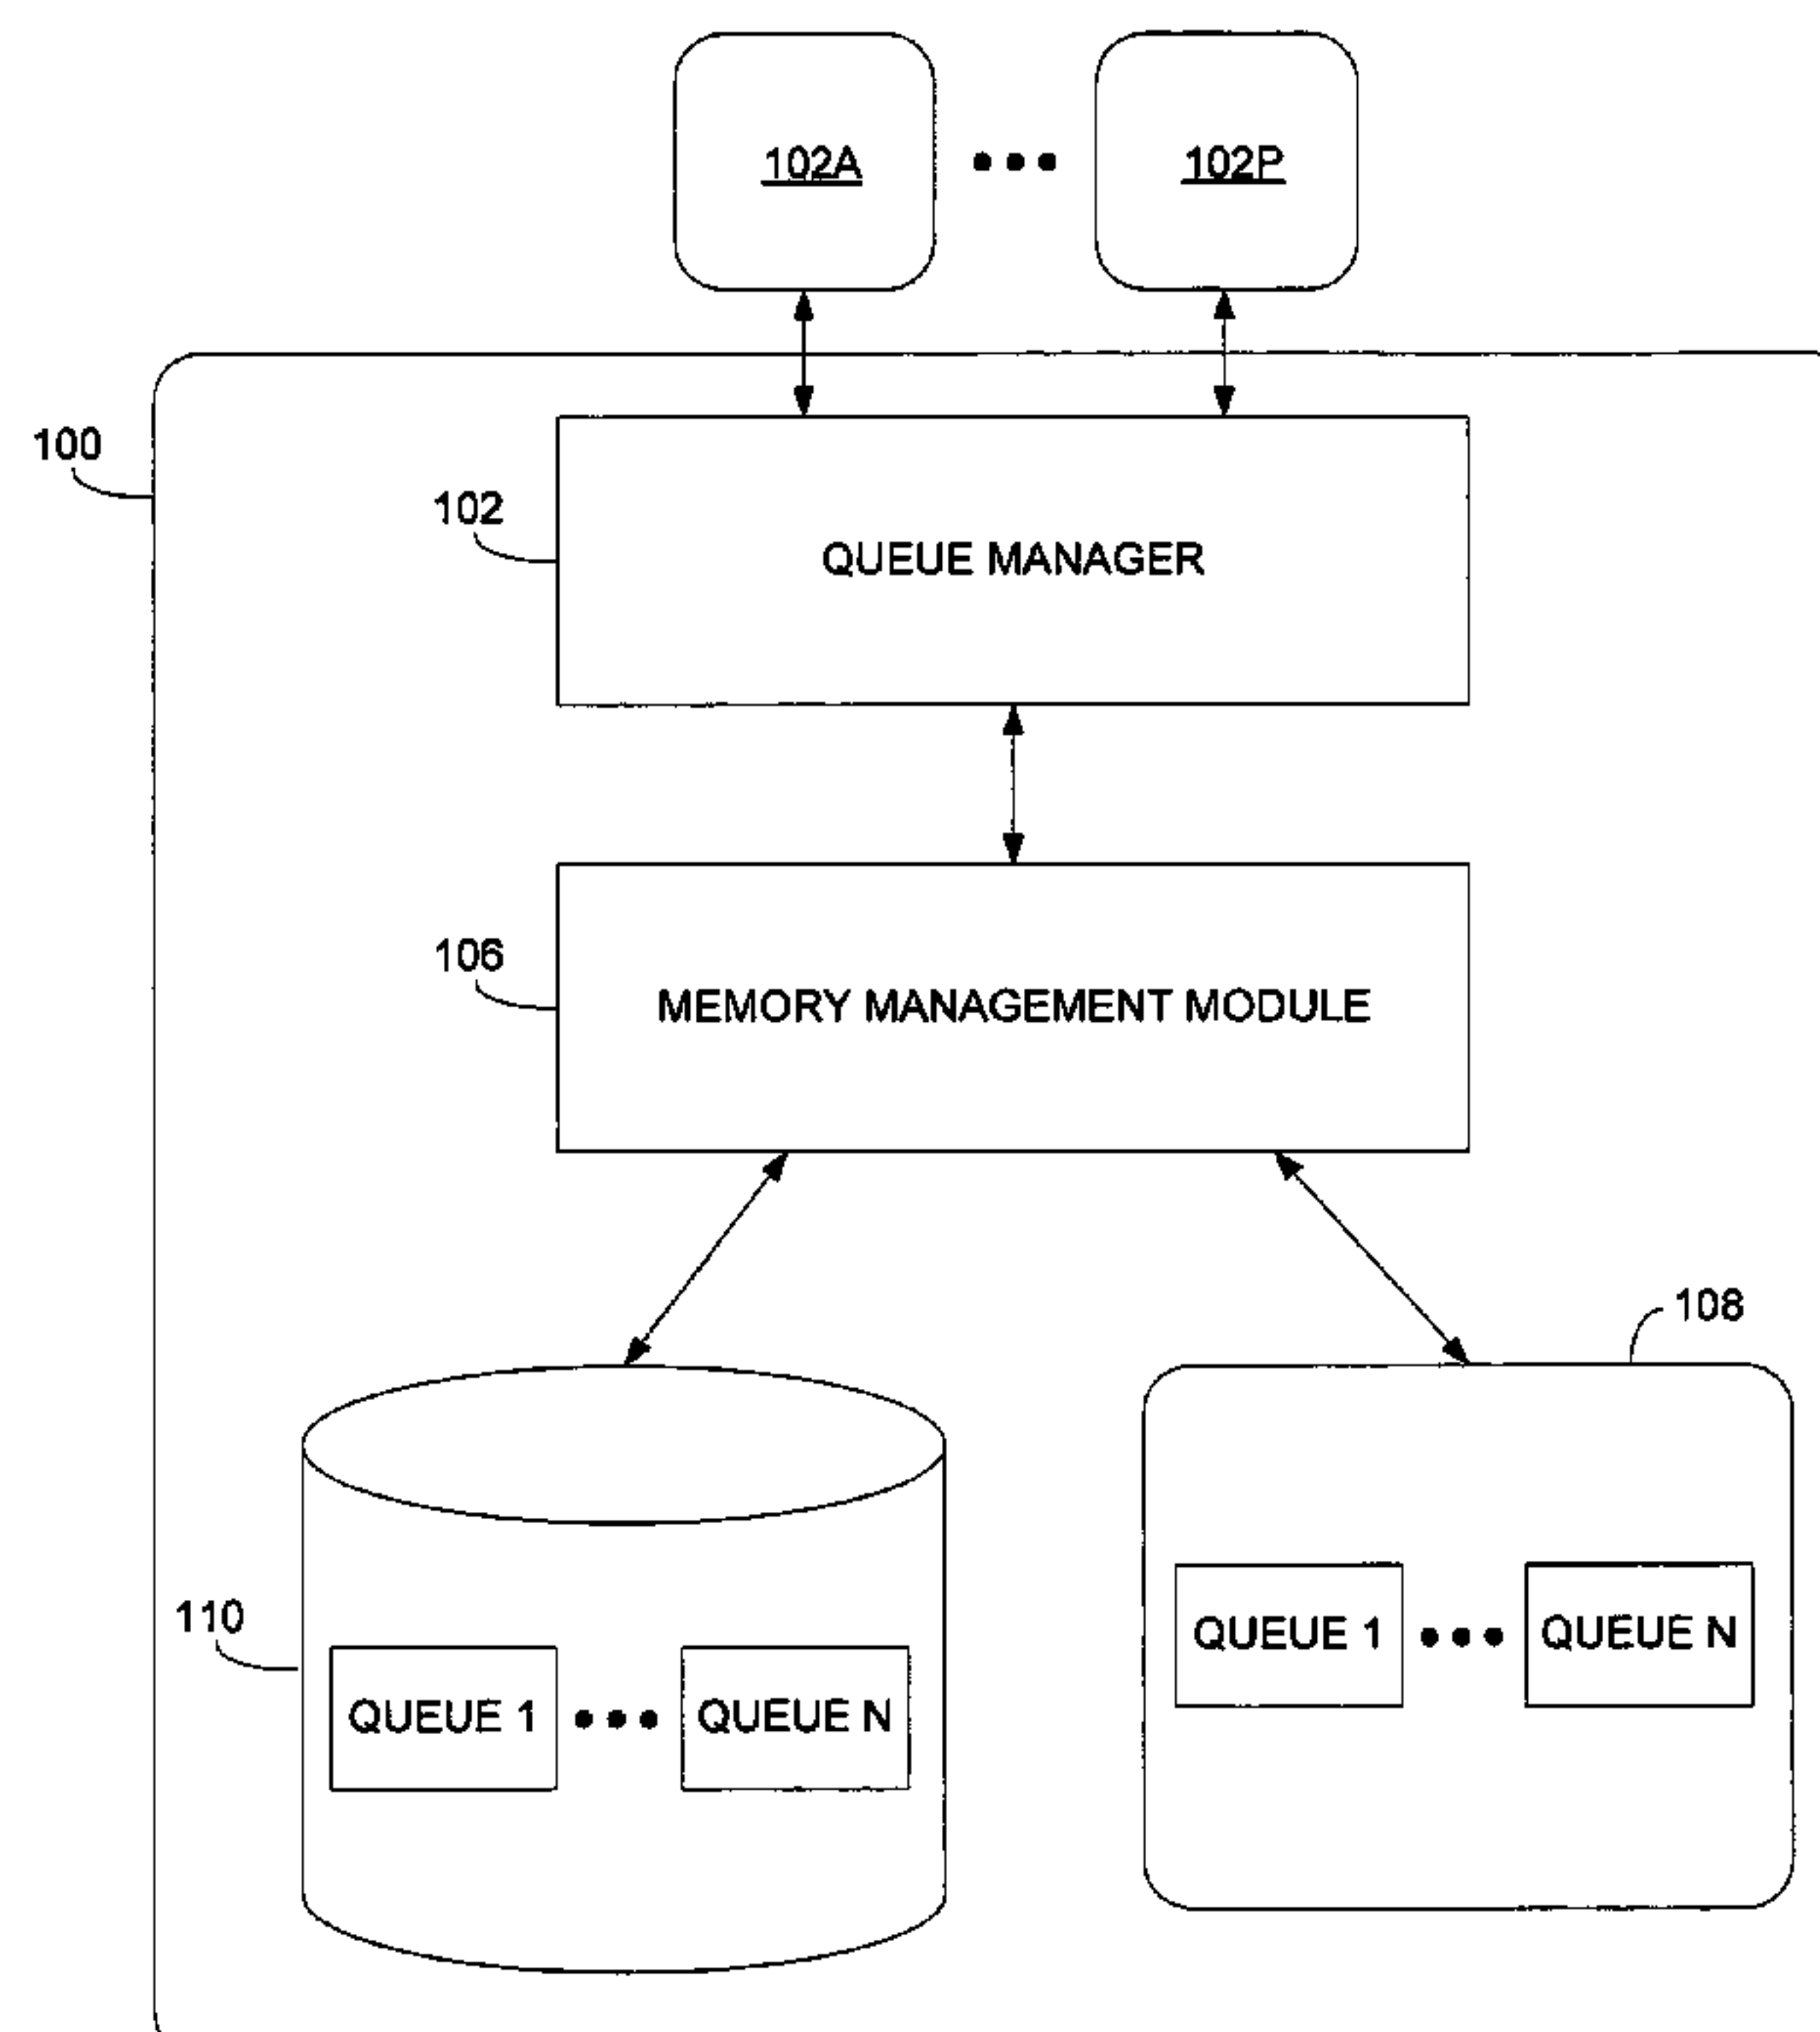 102A ••• 102P
100
102
QUEUE MANAGER
106
MEMORY MANAGEMENT MODULE
108
110
QUEUE 1 ••• QUEUE N
QUEUE 1 ••• QUEUE N